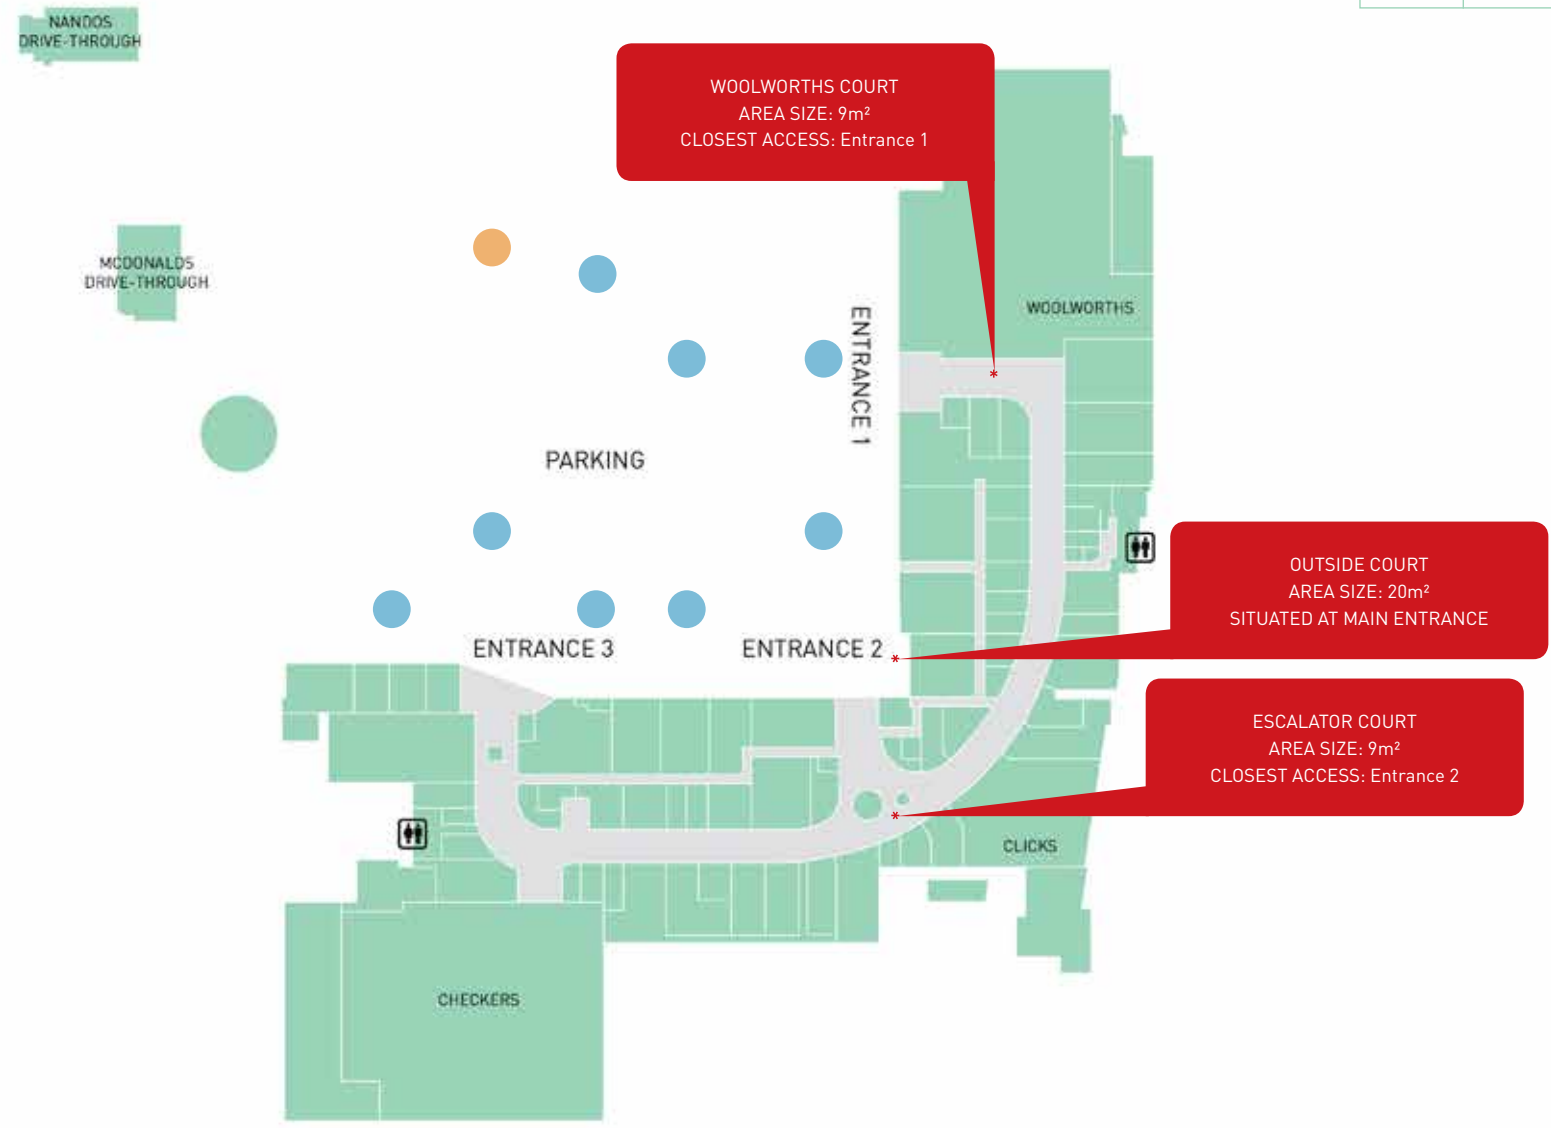 NANDOS
DRIVE-THROUGH
WOOLWORTHS COURT
AREA SIZE: 9m²
CLOSEST ACCESS: Entrance 1
MCDONALDS
DRIVE-THROUGH
WOOLWORTHS
ENTRANCE 1
PARKING
OUTSIDE COURT
AREA SIZE: 20m²
SITUATED AT MAIN ENTRANCE
ENTRANCE 3
ENTRANCE 2
ESCALATOR COURT
AREA SIZE: 9m²
CLOSEST ACCESS: Entrance 2
CLICKS
CHECKERS